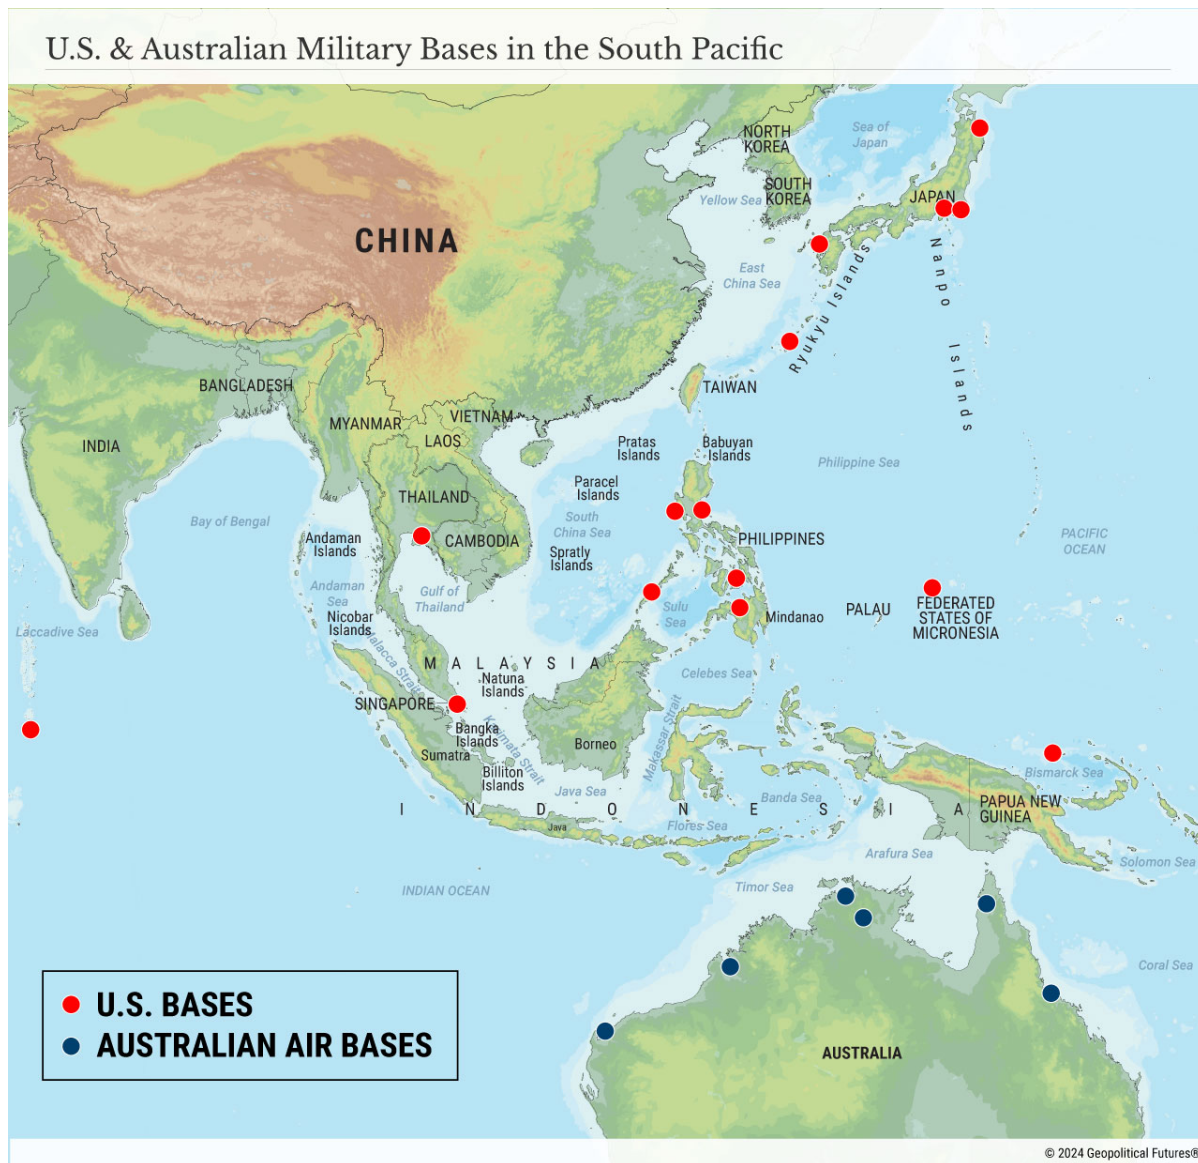 U.S. & Australian Military Bases in the South Pacific
NORTH
KOREA
Sea of
Japan
SOUTH
KOREA
JAPAN
Yellow Sea
CHINA
East
China Sea
Ryukyu Islands
Nanpo Islands
TAIWAN
BANGLADESH
MYANMAR
VIETNAM
LAOS
INDIA
Pratas
Islands
Babuyan
Islands
Philippine Sea
Paracel
Islands
THAILAND
Bay of Bengal
South
China Sea
PACIFIC
OCEAN
Andaman
Islands
CAMBODIA
PHILIPPINES
Spratly
Islands
Andaman
Sea
Gulf of
Thailand
Sulu
Sea
Mindanao
PALAU
FEDERATED
STATES OF
MICRONESIA
Nicobar
Islands
Laccadive Sea
Malacca Strait
MALAYSIA
Natuna
Islands
Celebes Sea
SINGAPORE
Bangka
Islands
Karimata Strait
Makassar Strait
Borneo
Sumatra
Billiton
Islands
Java Sea
Banda Sea
Bismarck Sea
INDONESIA
PAPUA NEW
GUINEA
Java
Flores Sea
Arafura Sea
Solomon Sea
INDIAN OCEAN
Timor Sea
Coral Sea
U.S. BASES
AUSTRALIAN AIR BASES
AUSTRALIA
© 2024 Geopolitical Futures®